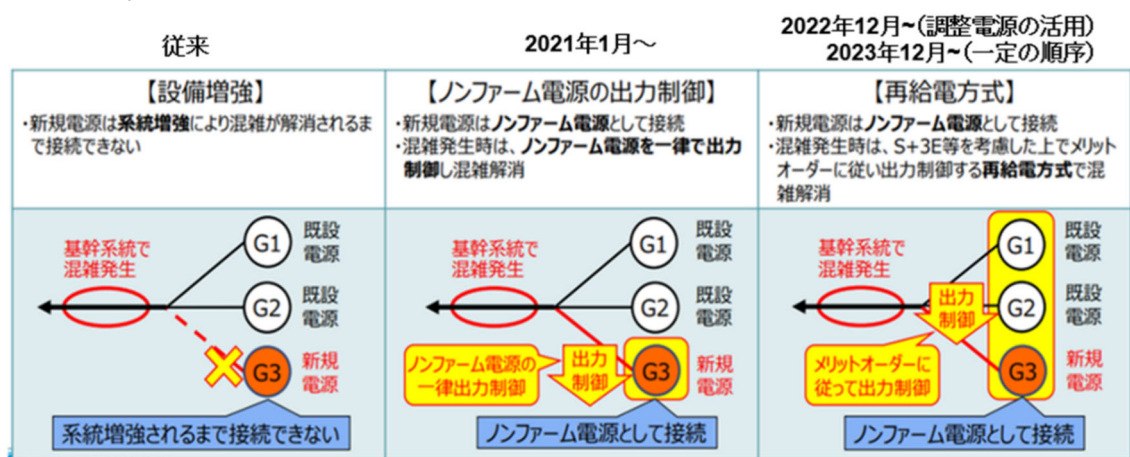 従来
2021年1月～
2022年12月~(調整電源の活用)
2023年12月~(一定の順序)
【設備増強】
・新規電源は系統増強により混雑が解消されるま
で接続できない
【ノンファーム電源の出力制御】
・新規電源はノンファーム電源として接続
・混雑発生時は、ノンファーム電源を一律で出力
制御し混雑解消
【再給電方式】
・新規電源はノンファーム電源として接続
・混雑発生時は、S+3E等を考慮した上でメリット
オーダーに従い出力制御する再給電方式で混
雑解消
基幹系統で
混雑発生
G1
既設
電源
G2
既設
電源
G3
新規
電源
系統増強されるまで接続できない
基幹系統で
混雑発生
G1
既設
電源
G2
既設
電源
ノンファーム電源の
一律出力制御
出力
制御
G3
新規
電源
ノンファーム電源として接続
基幹系統で
混雑発生
G1
既設
電源
出力
制御
G2
既設
電源
メリットオーダーに
従って出力制御
G3
新規
電源
ノンファーム電源として接続